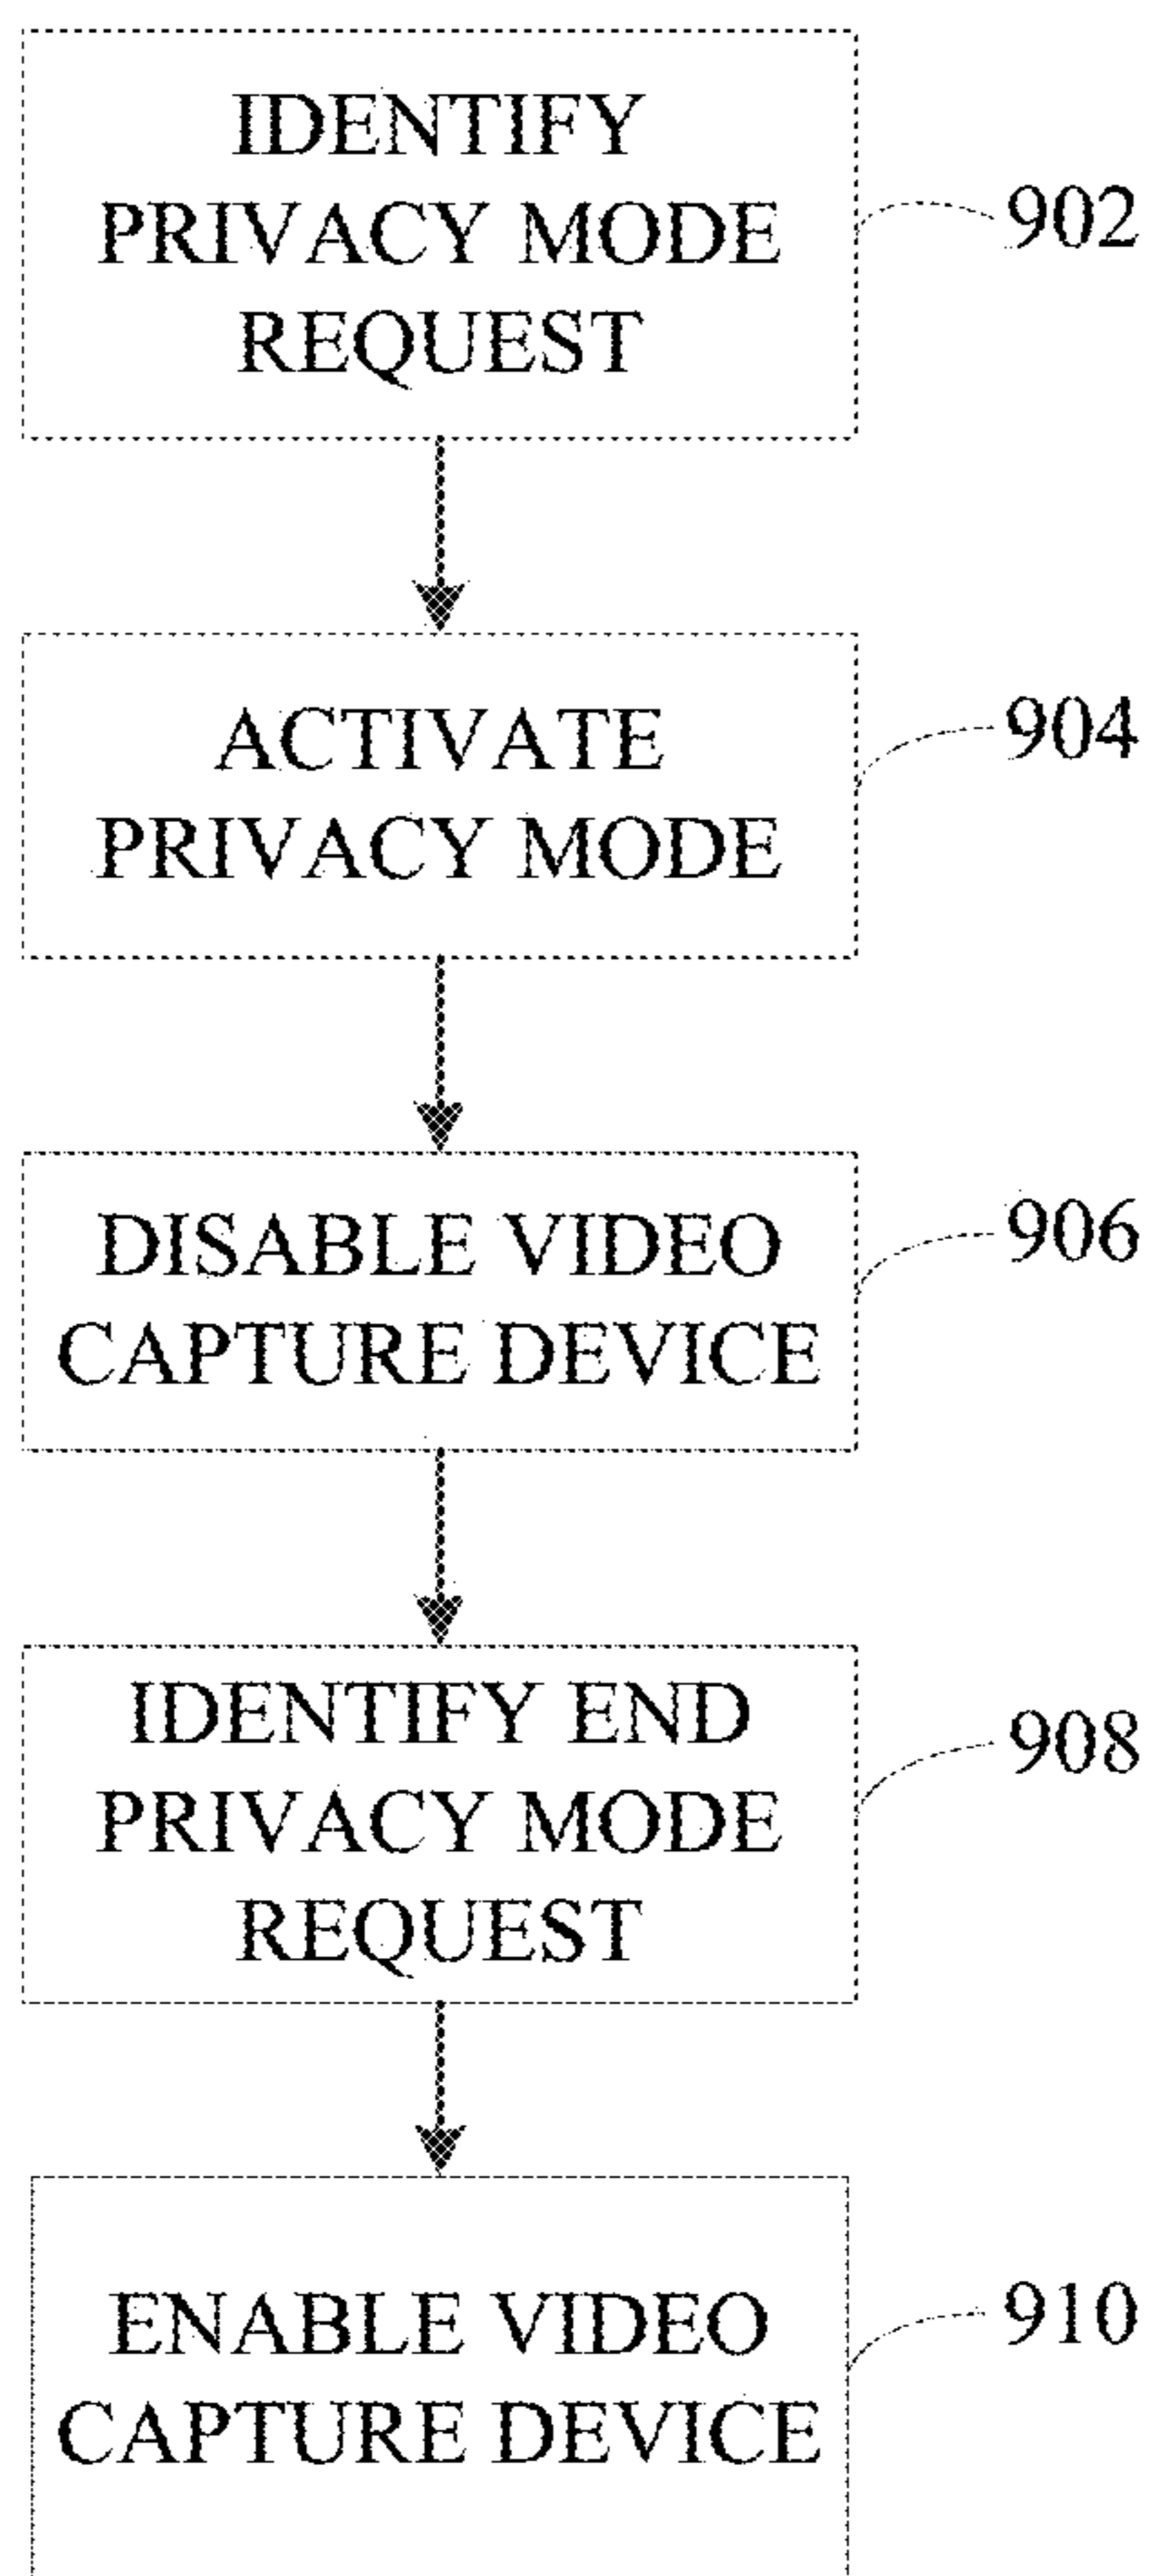 IDENTIFY
PRIVACY MODE
REQUEST
902
ACTIVATE
PRIVACY MODE
904
DISABLE VIDEO
CAPTURE DEVICE
906
IDENTIFY END
PRIVACY MODE
REQUEST
908
ENABLE VIDEO
CAPTURE DEVICE
910